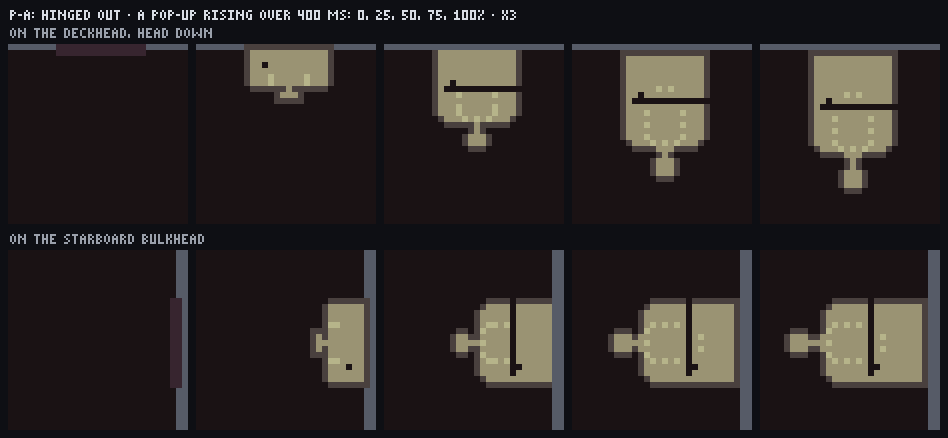 P-A: HINGED OUT · A POP-UP RISING OVER 400 MS: 0, 25, 50, 75, 100% · X3
ON THE DECKHEAD, HEAD DOWN
ON THE STARBOARD BULKHEAD